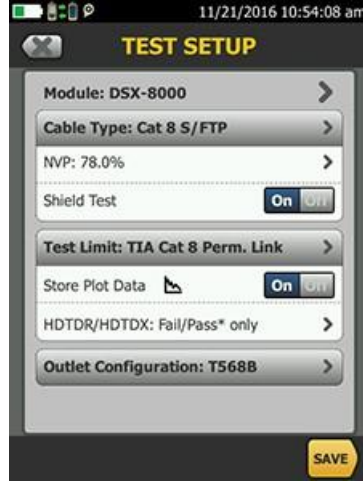 11/21/2016 10:54:08 am
TEST SETUP
Module: DSX-8000
Cable Type: Cat 8 S/FTP
NVP: 78.0%
Shield Test
On Off
Test Limit: TIA Cat 8 Perm. Link
Store Plot Data
On Off
HDTDR/HDTDX: Fail/Pass* only
Outlet Configuration: T568B
SAVE